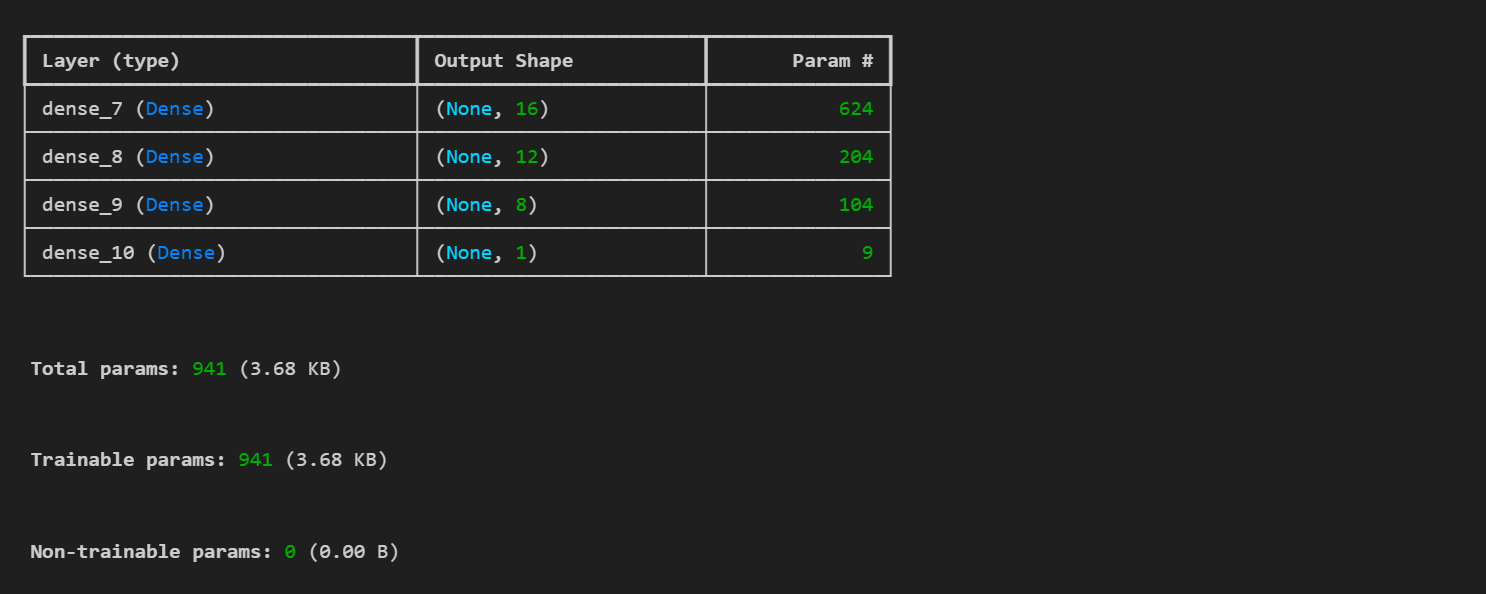 Layer (type) Output Shape Param #
dense_7 (Dense) (None, 16) 624
dense_8 (Dense) (None, 12) 204
dense_9 (Dense) (None, 8) 104
dense_10 (Dense) (None, 1) 9
Total params: 941 (3.68 KB)
Trainable params: 941 (3.68 KB)
Non-trainable params: 0 (0.00 B)